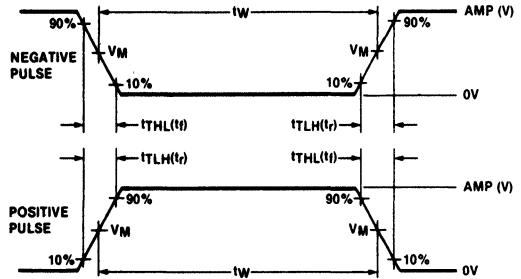 tW
AMP (V)
90%
90%
NEGATIVE
PULSE
VM
VM
10%
10%
0V
tTHL(tf)
tTLH(tr)
tTLH(tr)
tTHL(tf)
AMP (V)
90%
90%
POSITIVE
PULSE
VM
VM
10%
10%
0V
tW